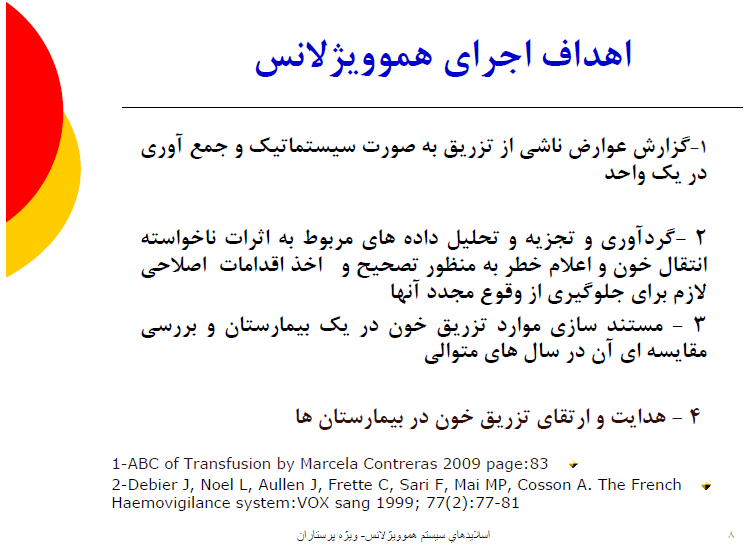 اهداف اجرای هموویژلانس
۱-گزارش عوارض ناشی از تزریق به صورت سیستماتیک و جمع آوری
در یک واحد
۲ -گردآوری و تجزیه و تحلیل داده های مربوط به اثرات ناخواسته
انتقال خون و اعلام خطر به منظور تصحیح و اخذ اقدامات اصلاحی
لازم برای جلوگیری از وقوع مجدد آنها
۳ - مستند سازی موارد تزریق خون در یک بیمارستان و بررسی
مقایسه ای آن در سال های متوالی
۴ - هدایت و ارتقای تزریق خون در بیمارستان ها
1-ABC of Transfusion by Marcela Contreras 2009 page:83
2-Debier J, Noel L, Aullen J, Frette C, Sari F, Mai MP, Cosson A. The French
Haemovigilance system:VOX sang 1999; 77(2):77-81
اسلايدهاي سيستم هموويژلانس- ويژه پرستاران
۸